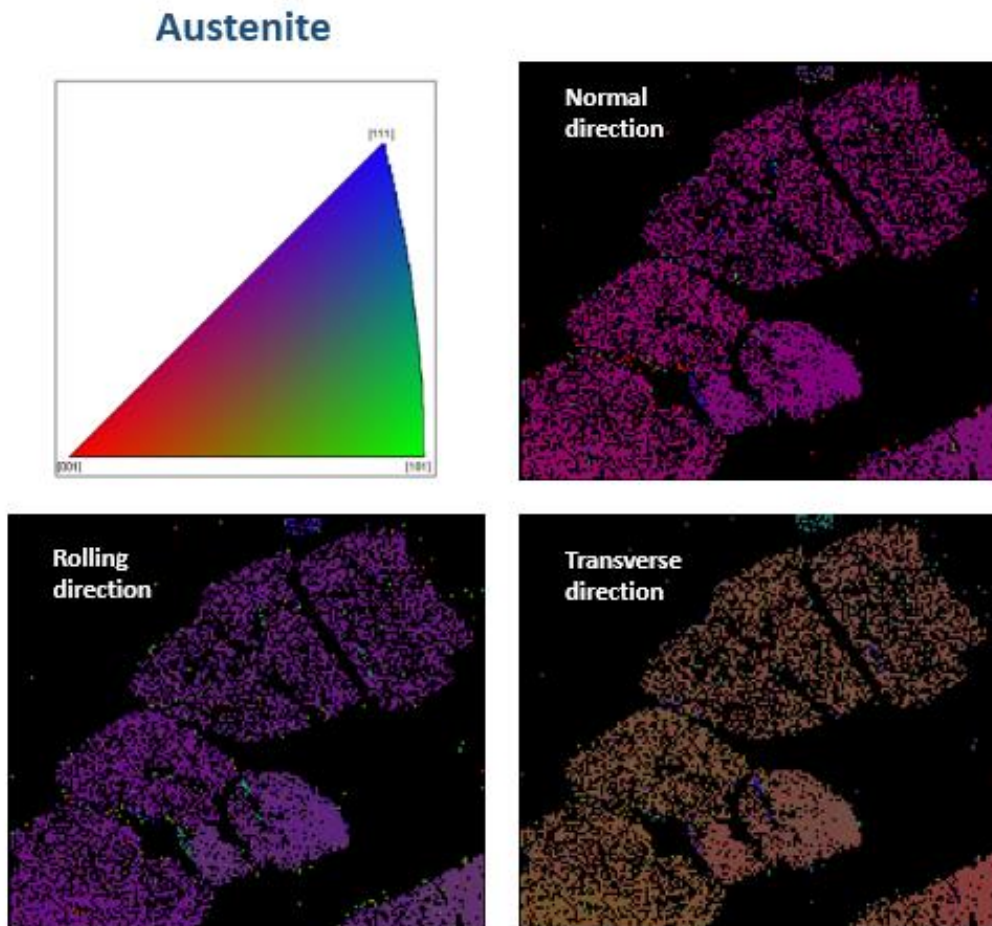 Austenite
[111]
[001]
[101]
Normal
direction
Rolling
direction
Transverse
direction